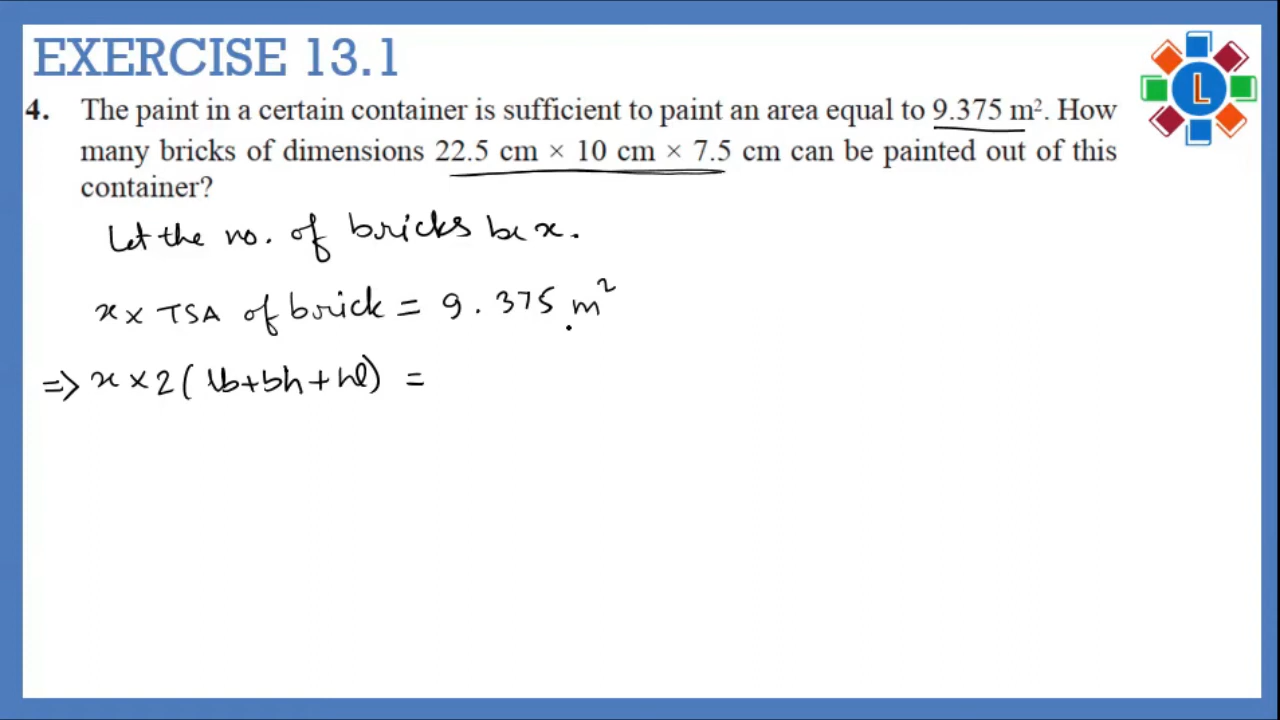 EXERCISE 13.1
L
4. The paint in a certain container is sufficient to paint an area equal to 9.375 m². How
many bricks of dimensions 22.5 cm × 10 cm × 7.5 cm can be painted out of this
container?
Let the no. of bricks be x.
x × TSA of brick = 9.375 m²
=> x × 2 ( lb+bh+hl) =